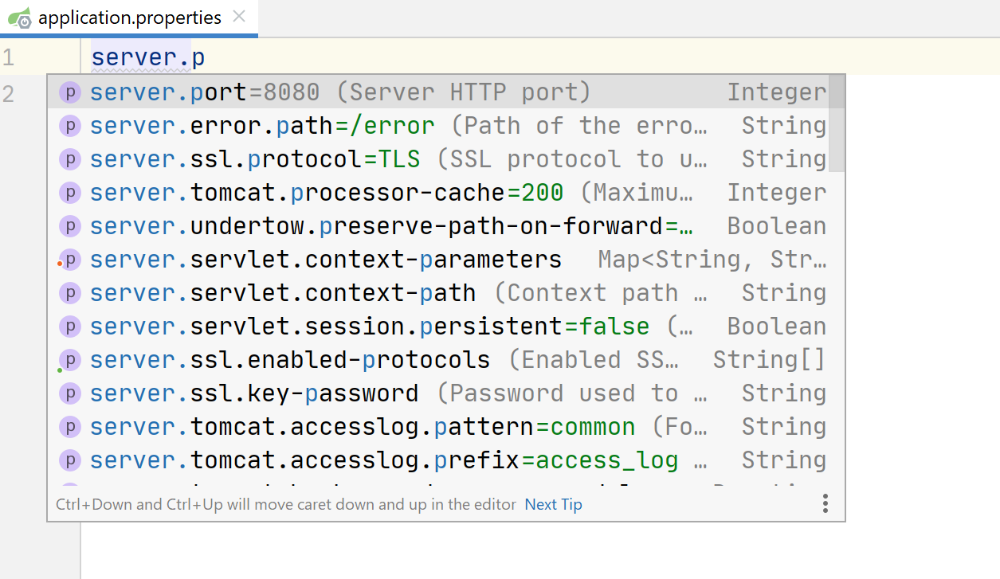 application.properties
1 server.p
2
p server.port=8080 (Server HTTP port) Integer
p server.error.path=/error (Path of the erro… String
p server.ssl.protocol=TLS (SSL protocol to u… String
p server.tomcat.processor-cache=200 (Maximu… Integer
p server.undertow.preserve-path-on-forward=… Boolean
p server.servlet.context-parameters Map<String, Str…
p server.servlet.context-path (Context path … String
p server.servlet.session.persistent=false (… Boolean
p server.ssl.enabled-protocols (Enabled SS… String[]
p server.ssl.key-password (Password used to … String
p server.tomcat.accesslog.pattern=common (Fo… String
p server.tomcat.accesslog.prefix=access_log … String
Ctrl+Down and Ctrl+Up will move caret down and up in the editor Next Tip